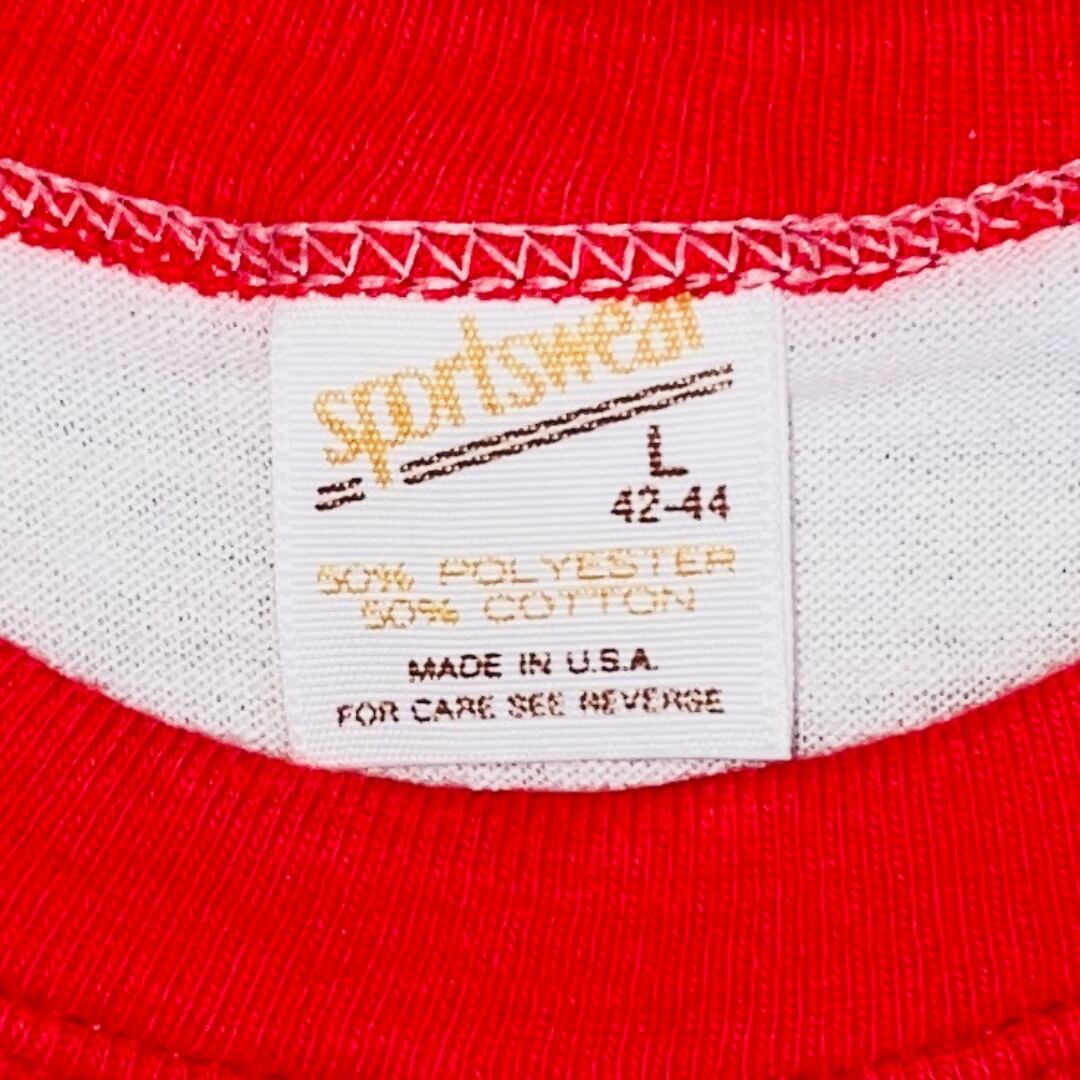 sportswear
L
42-44
50% POLYESTER
50% COTTON
MADE IN U.S.A.
FOR CARE SEE REVERSE